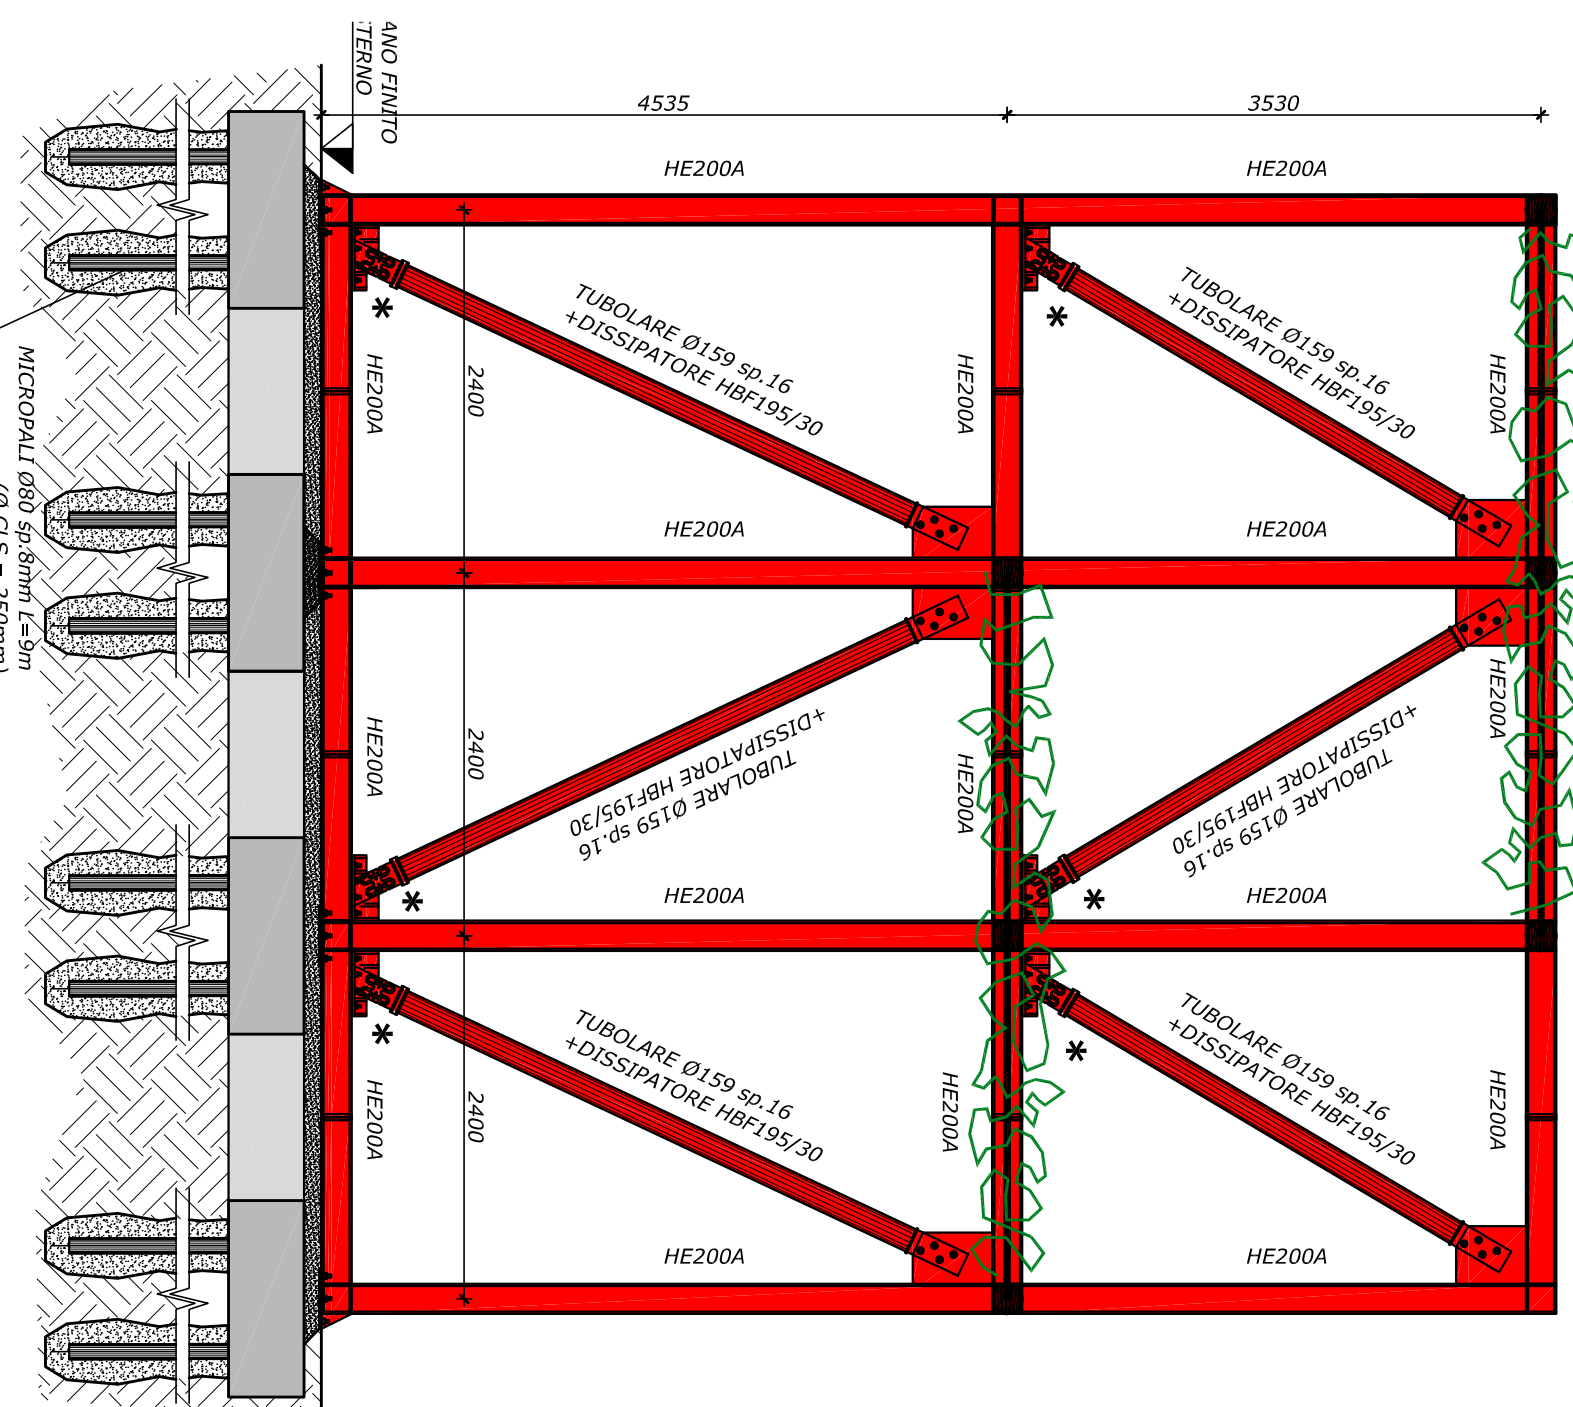 ANO FINITO
TERNO
4535
3530
HE200A
HE200A
TUBOLARE Ø159 sp.16
+DISSIPATORE HBF195/30
TUBOLARE Ø159 sp.16
+DISSIPATORE HBF195/30
2400
HE200A
HE200A
HE200A
HE200A
HE200A
MICROPALI Ø80 sp.8mm L=9m
(Ø CLS = 250mm)
TUBOLARE Ø159 sp.16
+DISSIPATORE HBF195/30
TUBOLARE Ø159 sp.16
+DISSIPATORE HBF195/30
2400
HE200A
HE200A
HE200A
HE200A
HE200A
TUBOLARE Ø159 sp.16
+DISSIPATORE HBF195/30
TUBOLARE Ø159 sp.16
+DISSIPATORE HBF195/30
2400
HE200A
HE200A
HE200A
HE200A
HE200A